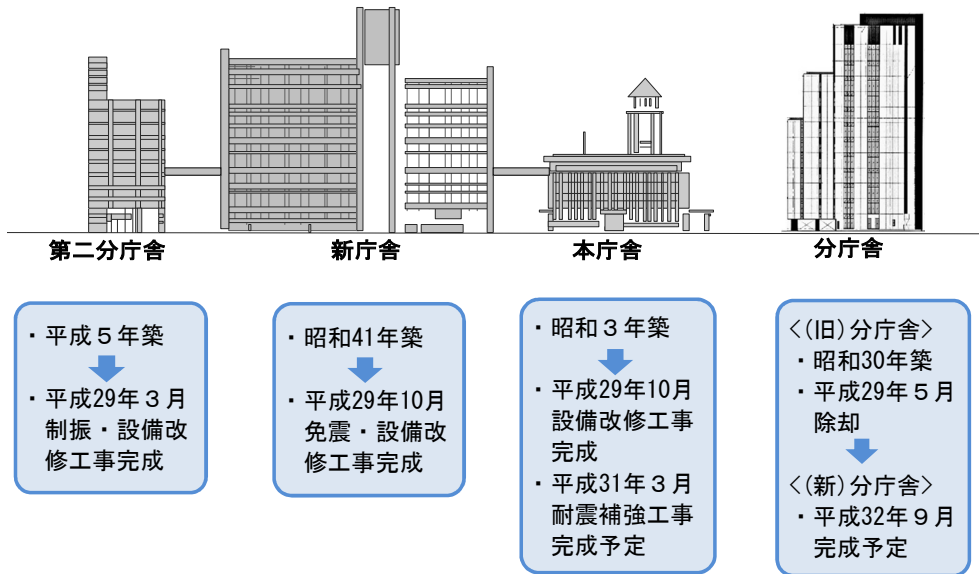 第二分庁舎
新庁舎
本庁舎
分庁舎
・平成５年築
・平成29年３月
制振・設備改
修工事完成
・昭和41年築
・平成29年10月
免震・設備改
修工事完成
・昭和３年築
・平成29年10月
設備改修工事
完成
・平成31年３月
耐震補強工事
完成予定
<(旧)分庁舎>
・昭和30年築
・平成29年５月
除却
<(新)分庁舎>
・平成32年９月
完成予定